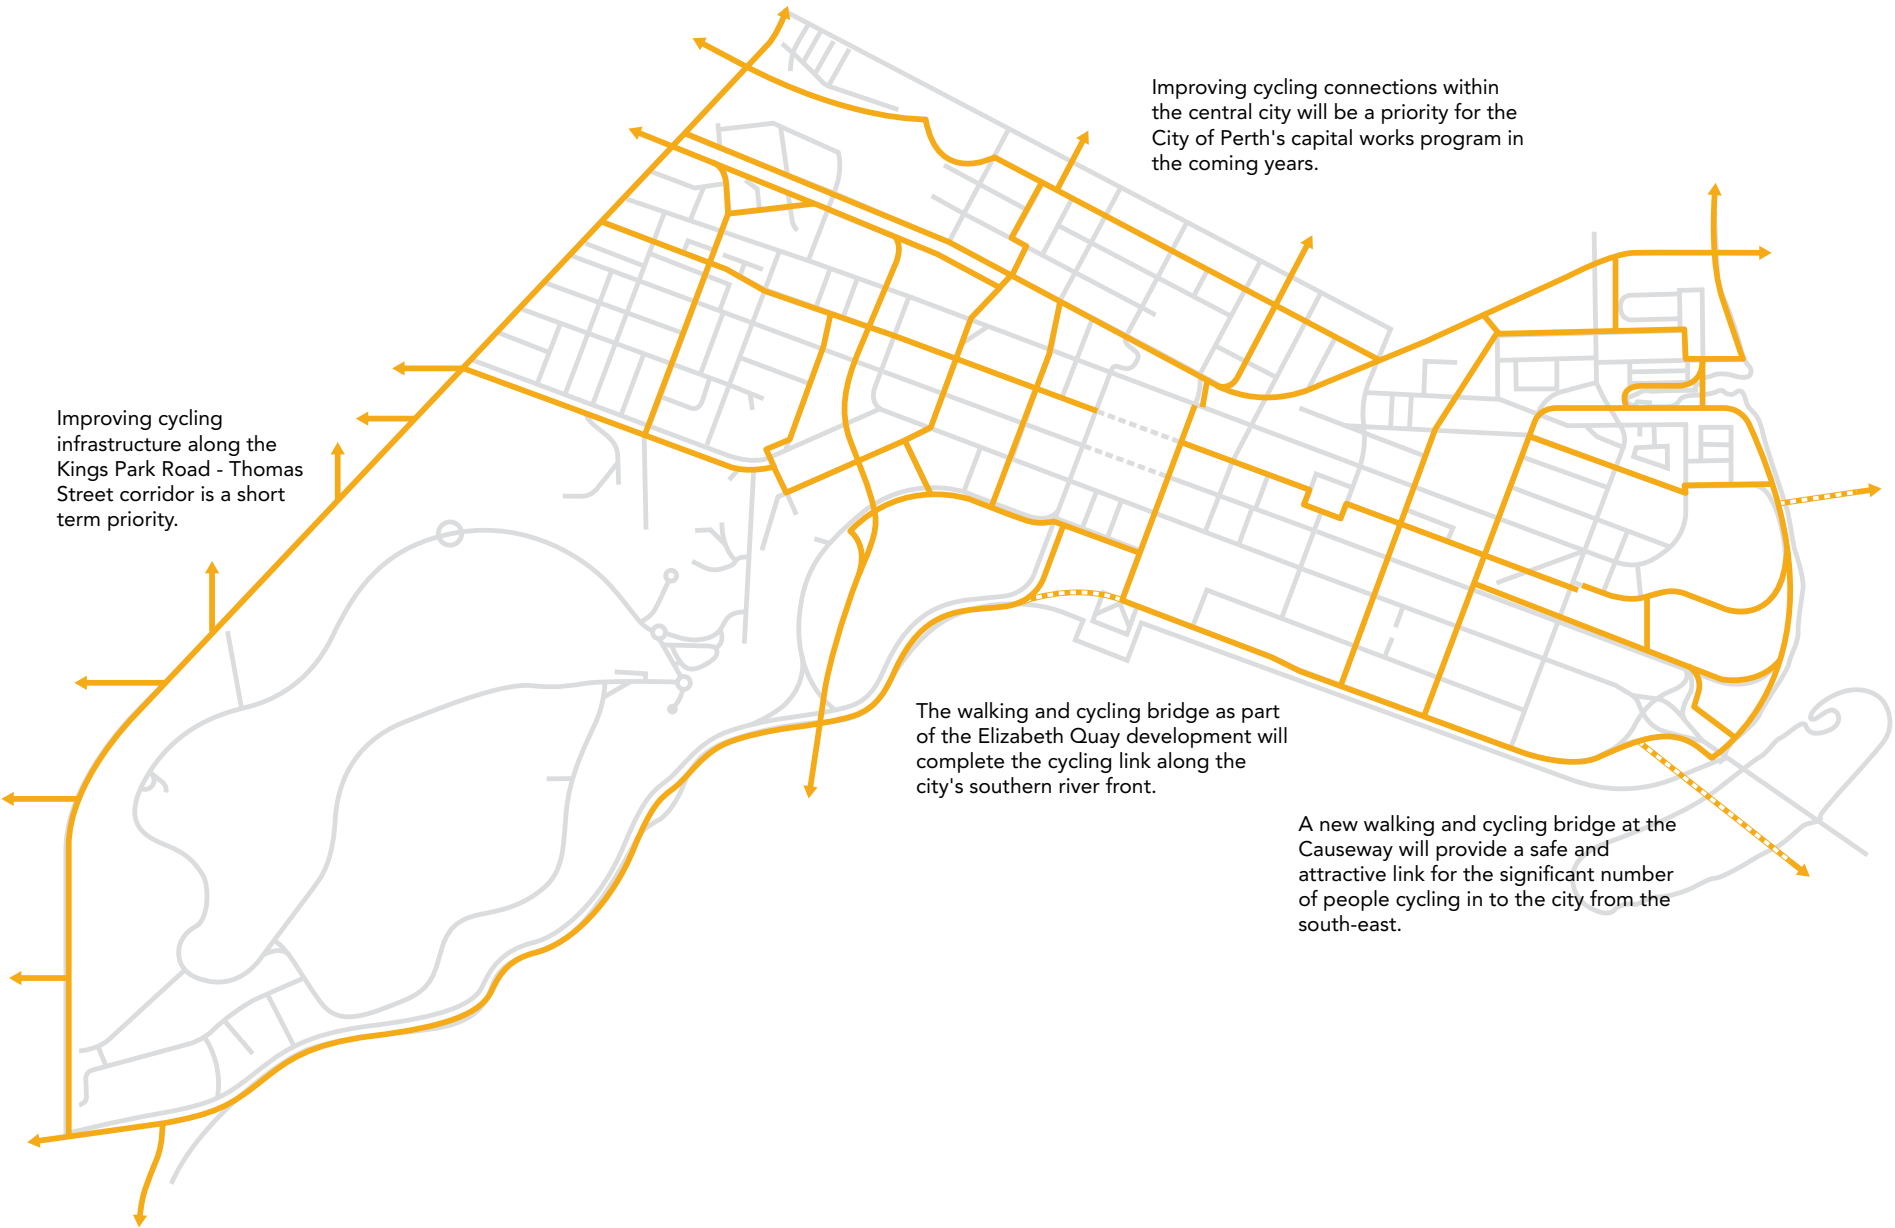 Improving cycling connections within
the central city will be a priority for the
City of Perth's capital works program in
the coming years.
Improving cycling
infrastructure along the
Kings Park Road - Thomas
Street corridor is a short
term priority.
The walking and cycling bridge as part
of the Elizabeth Quay development will
complete the cycling link along the
city's southern river front.
A new walking and cycling bridge at the
Causeway will provide a safe and
attractive link for the significant number
of people cycling in to the city from the
south-east.